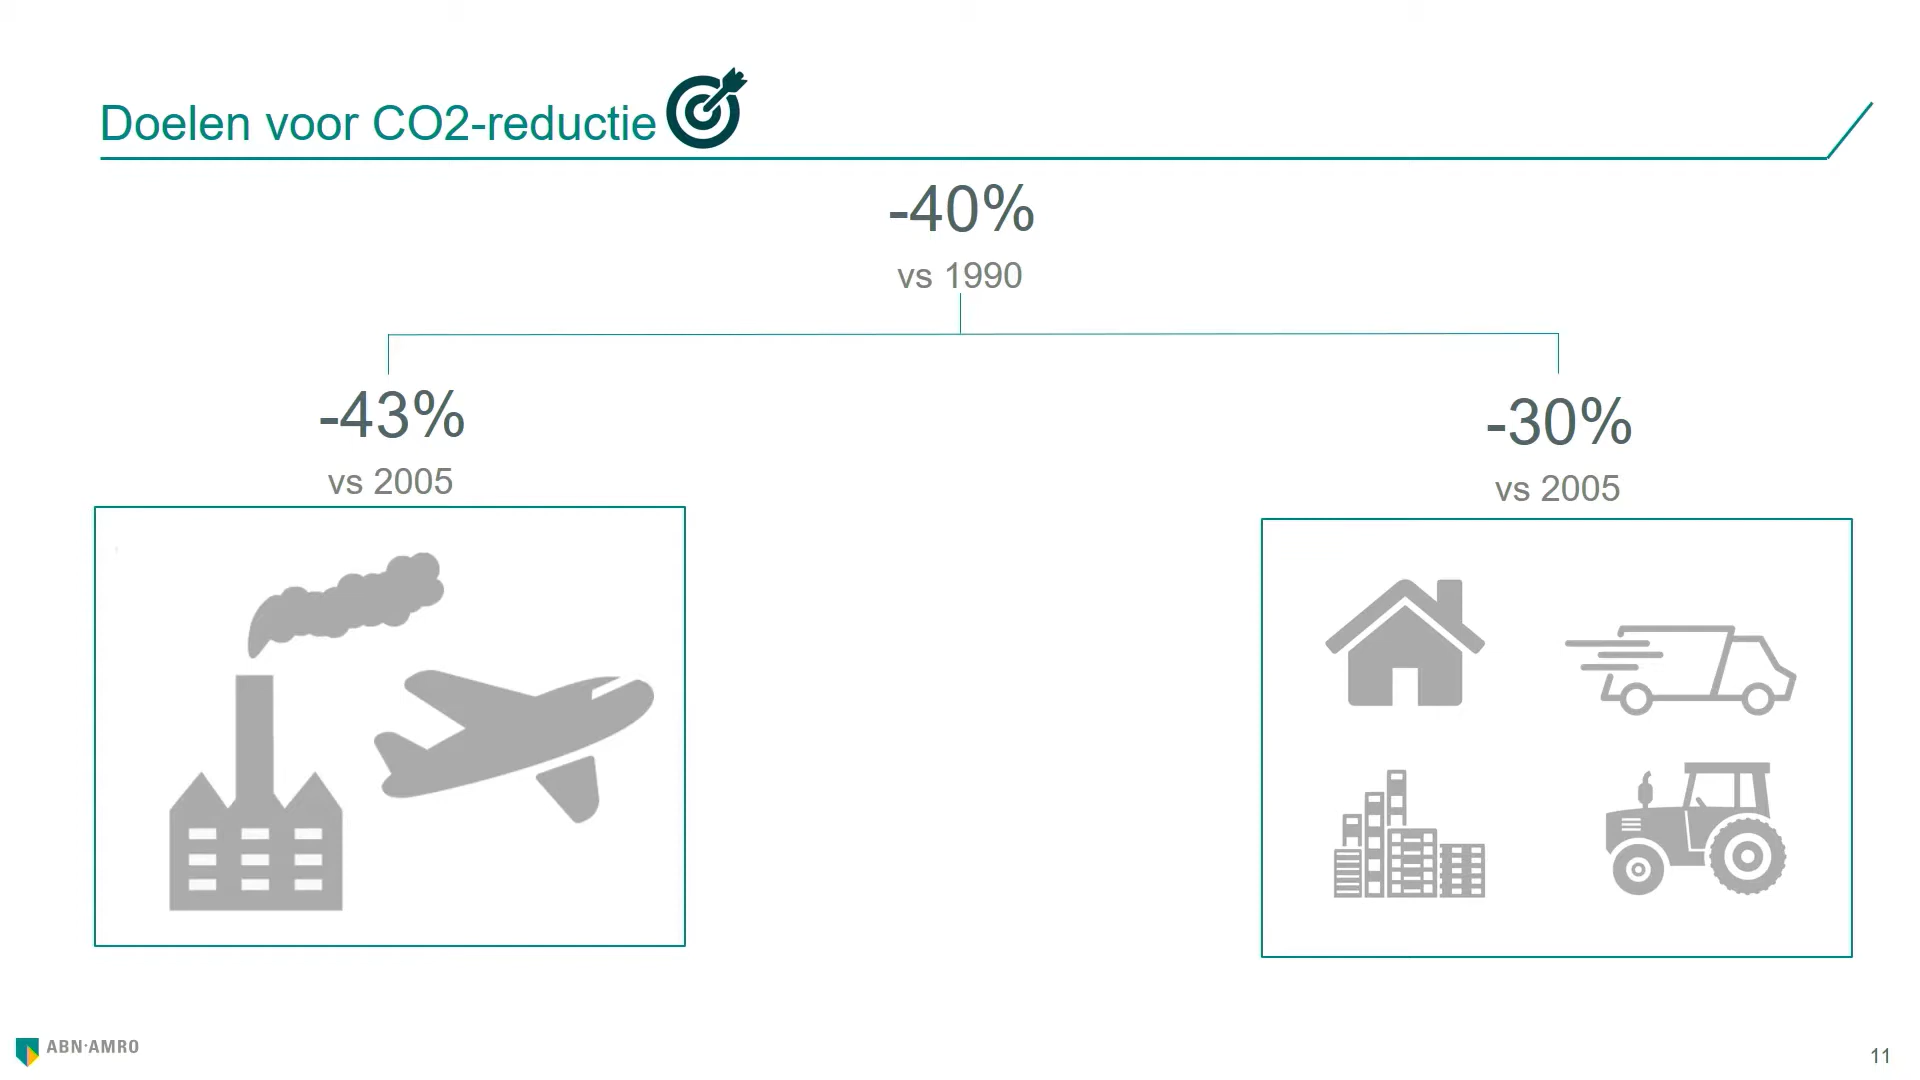 Doelen voor CO2-reductie
-40%
vs 1990
-43%
vs 2005
-30%
vs 2005
ABN·AMRO
11